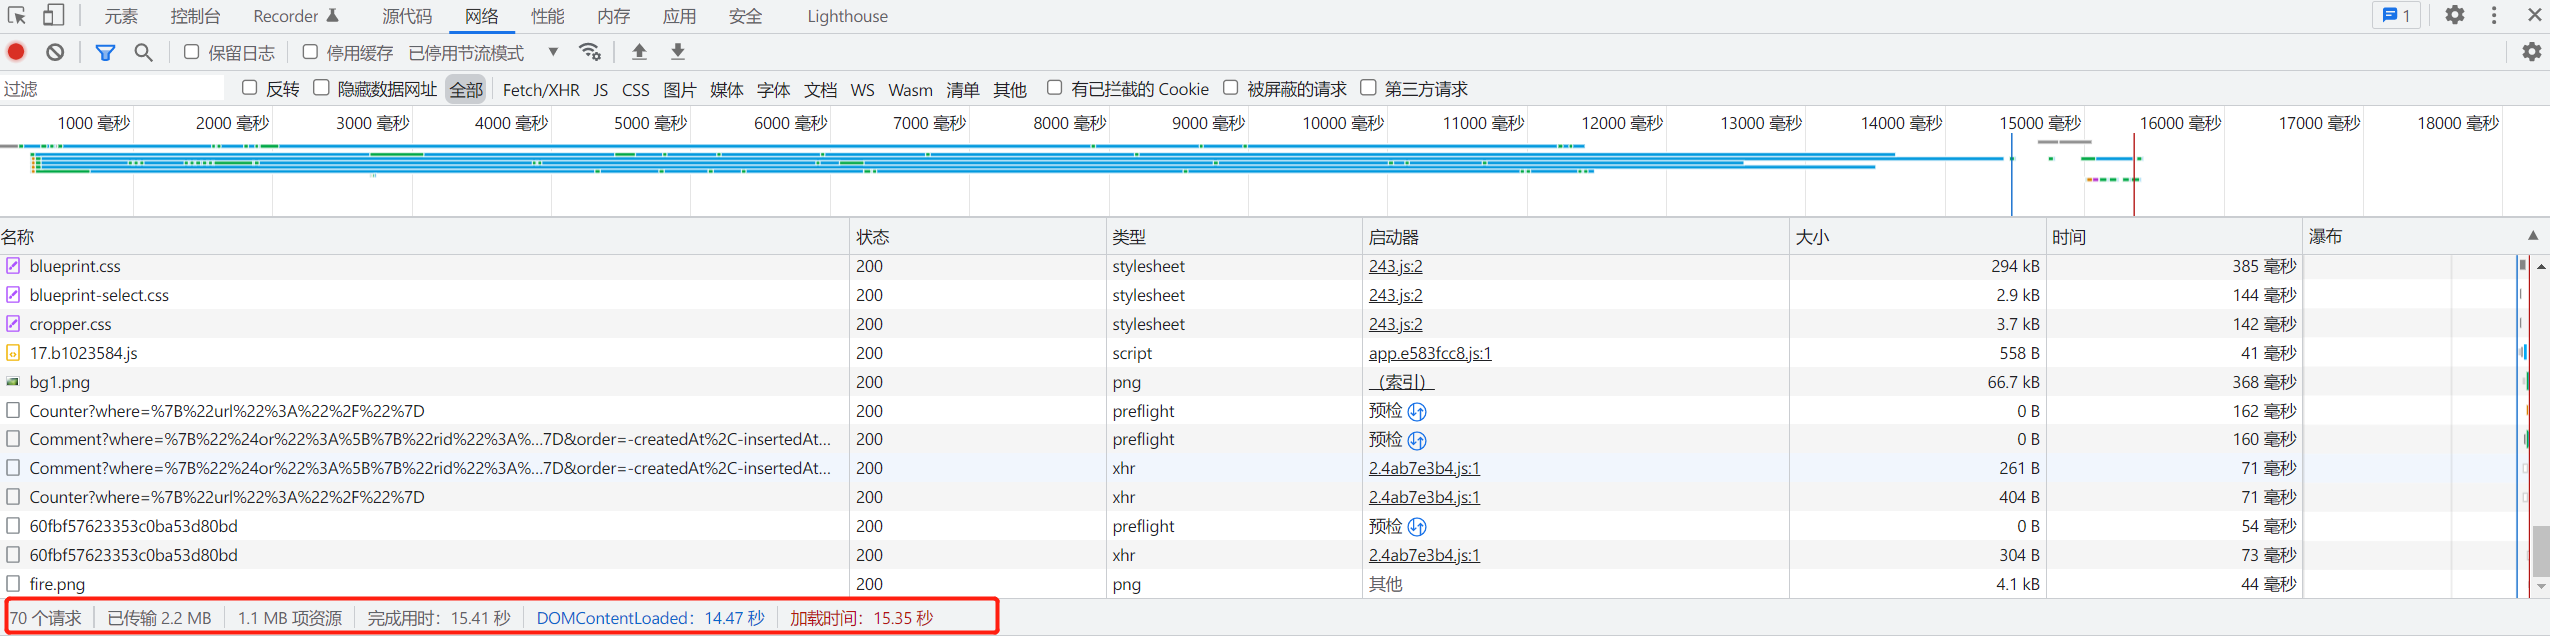 元素 控制台 Recorder 源代码 网络 性能 内存 应用 安全 Lighthouse 1
保留日志 停用缓存 已停用节流模式
过滤 反转 隐藏数据网址 全部 Fetch/XHR JS CSS 图片 媒体 字体 文档 WS Wasm 清单 其他 有已拦截的 Cookie 被屏蔽的请求 第三方请求
1000 毫秒 2000 毫秒 3000 毫秒 4000 毫秒 5000 毫秒 6000 毫秒 7000 毫秒 8000 毫秒 9000 毫秒 10000 毫秒 11000 毫秒 12000 毫秒 13000 毫秒 14000 毫秒 15000 毫秒 16000 毫秒 17000 毫秒 18000 毫秒
名称 状态 类型 启动器 大小 时间 瀑布
blueprint.css 200 stylesheet 243.js:2 294 kB 385 毫秒
blueprint-select.css 200 stylesheet 243.js:2 2.9 kB 144 毫秒
cropper.css 200 stylesheet 243.js:2 3.7 kB 142 毫秒
17.b1023584.js 200 script app.e583fcc8.js:1 558 B 41 毫秒
bg1.png 200 png （索引） 66.7 kB 368 毫秒
Counter?where=%7B%22url%22%3A%22%2F%22%7D 200 preflight 预检 0 B 162 毫秒
Comment?where=%7B%22%24or%22%3A%5B%7B%22rid%22%3A%...7D&order=-createdAt%2C-insertedAt... 200 preflight 预检 0 B 160 毫秒
Comment?where=%7B%22%24or%22%3A%5B%7B%22rid%22%3A%...7D&order=-createdAt%2C-insertedAt... 200 xhr 2.4ab7e3b4.js:1 261 B 71 毫秒
Counter?where=%7B%22url%22%3A%22%2F%22%7D 200 xhr 2.4ab7e3b4.js:1 404 B 71 毫秒
60fbf57623353c0ba53d80bd 200 preflight 预检 0 B 54 毫秒
60fbf57623353c0ba53d80bd 200 xhr 2.4ab7e3b4.js:1 304 B 73 毫秒
fire.png 200 png 其他 4.1 kB 44 毫秒
70 个请求 已传输 2.2 MB 1.1 MB 项资源 完成用时：15.41 秒 DOMContentLoaded：14.47 秒 加载时间：15.35 秒